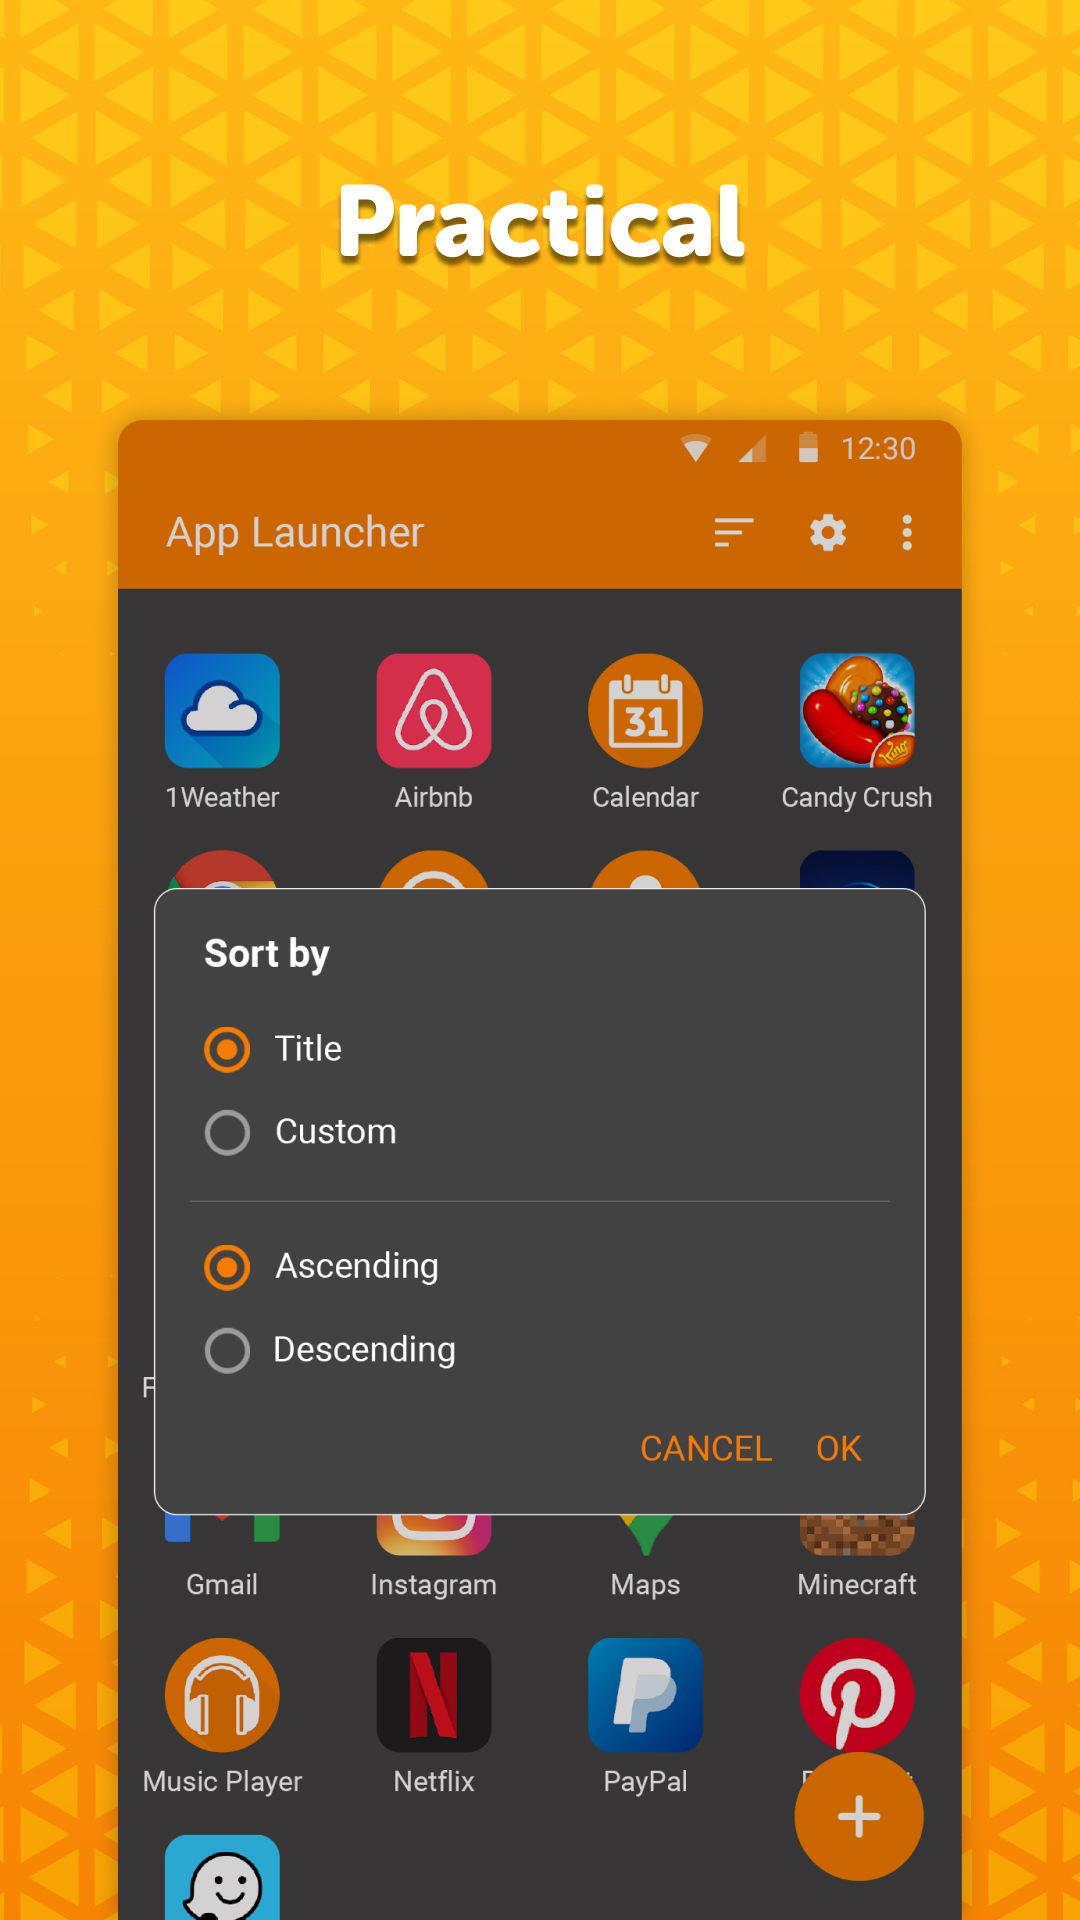 Practical
12:30
App Launcher
31
King
1Weather
Airbnb
Calendar
Candy Crush
Sort by
Title
Custom
Ascending
Descending
CANCEL
OK
Gmail
Instagram
Maps
Minecraft
Music Player
Netflix
PayPal